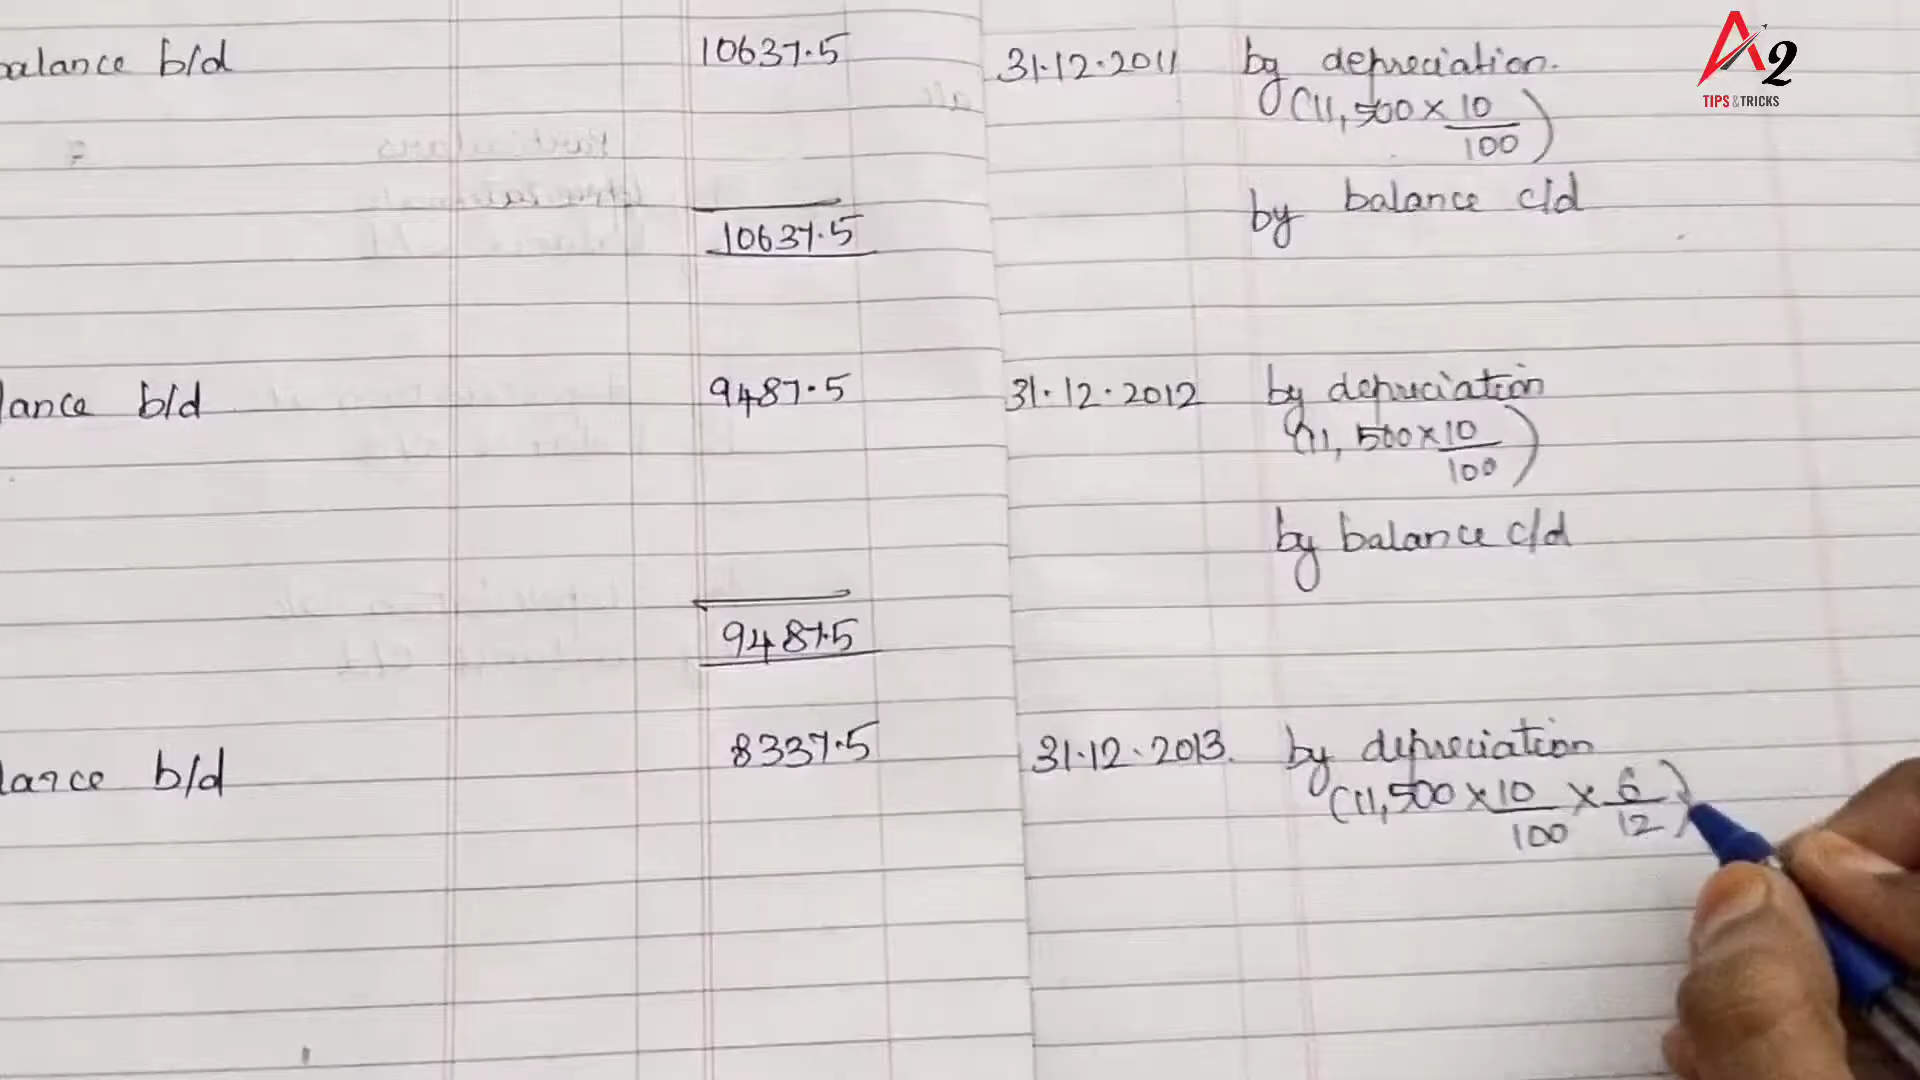 balance b/d 10637.5 31.12.2011 by depreciation.
(11,500 × 10
100)
by balance c/d
10637.5
lance b/d 9487.5 31.12.2012 by depreciation
(11,500 × 10
100)
by balance c/d
9487.5
lance b/d 8337.5 31.12.2013. by depreciation
(11,500 × 10 × 6
100 12)
A2
TIPS & TRICKS